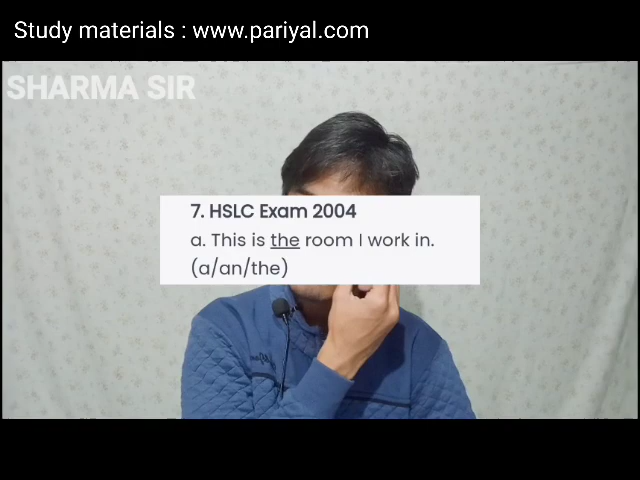 Study materials : www.pariyal.com
SHARMA SIR
7. HSLC Exam 2004
a. This is the room I work in.
(a/an/the)